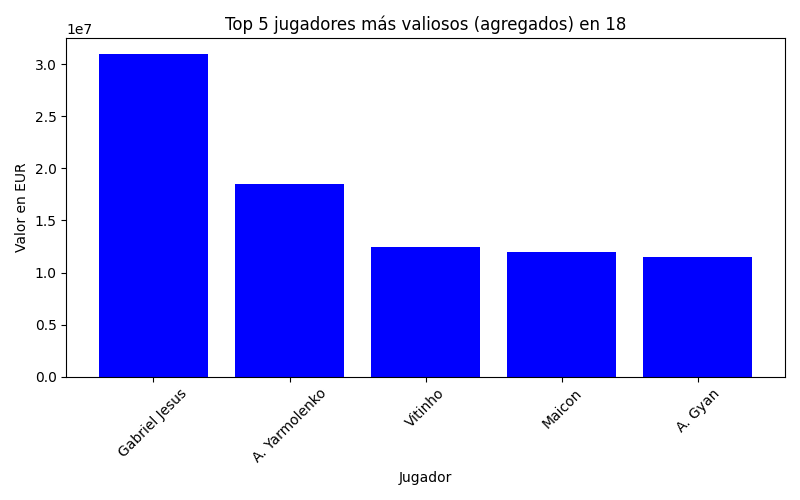 Top 5 jugadores más valiosos (agregados) en 18
1e7
3.0
2.5
2.0
1.5
1.0
0.5
0.0
Valor en EUR
Gabriel Jesus
A. Yarmolenko
Vitinho
Maicon
A. Gyan
Jugador